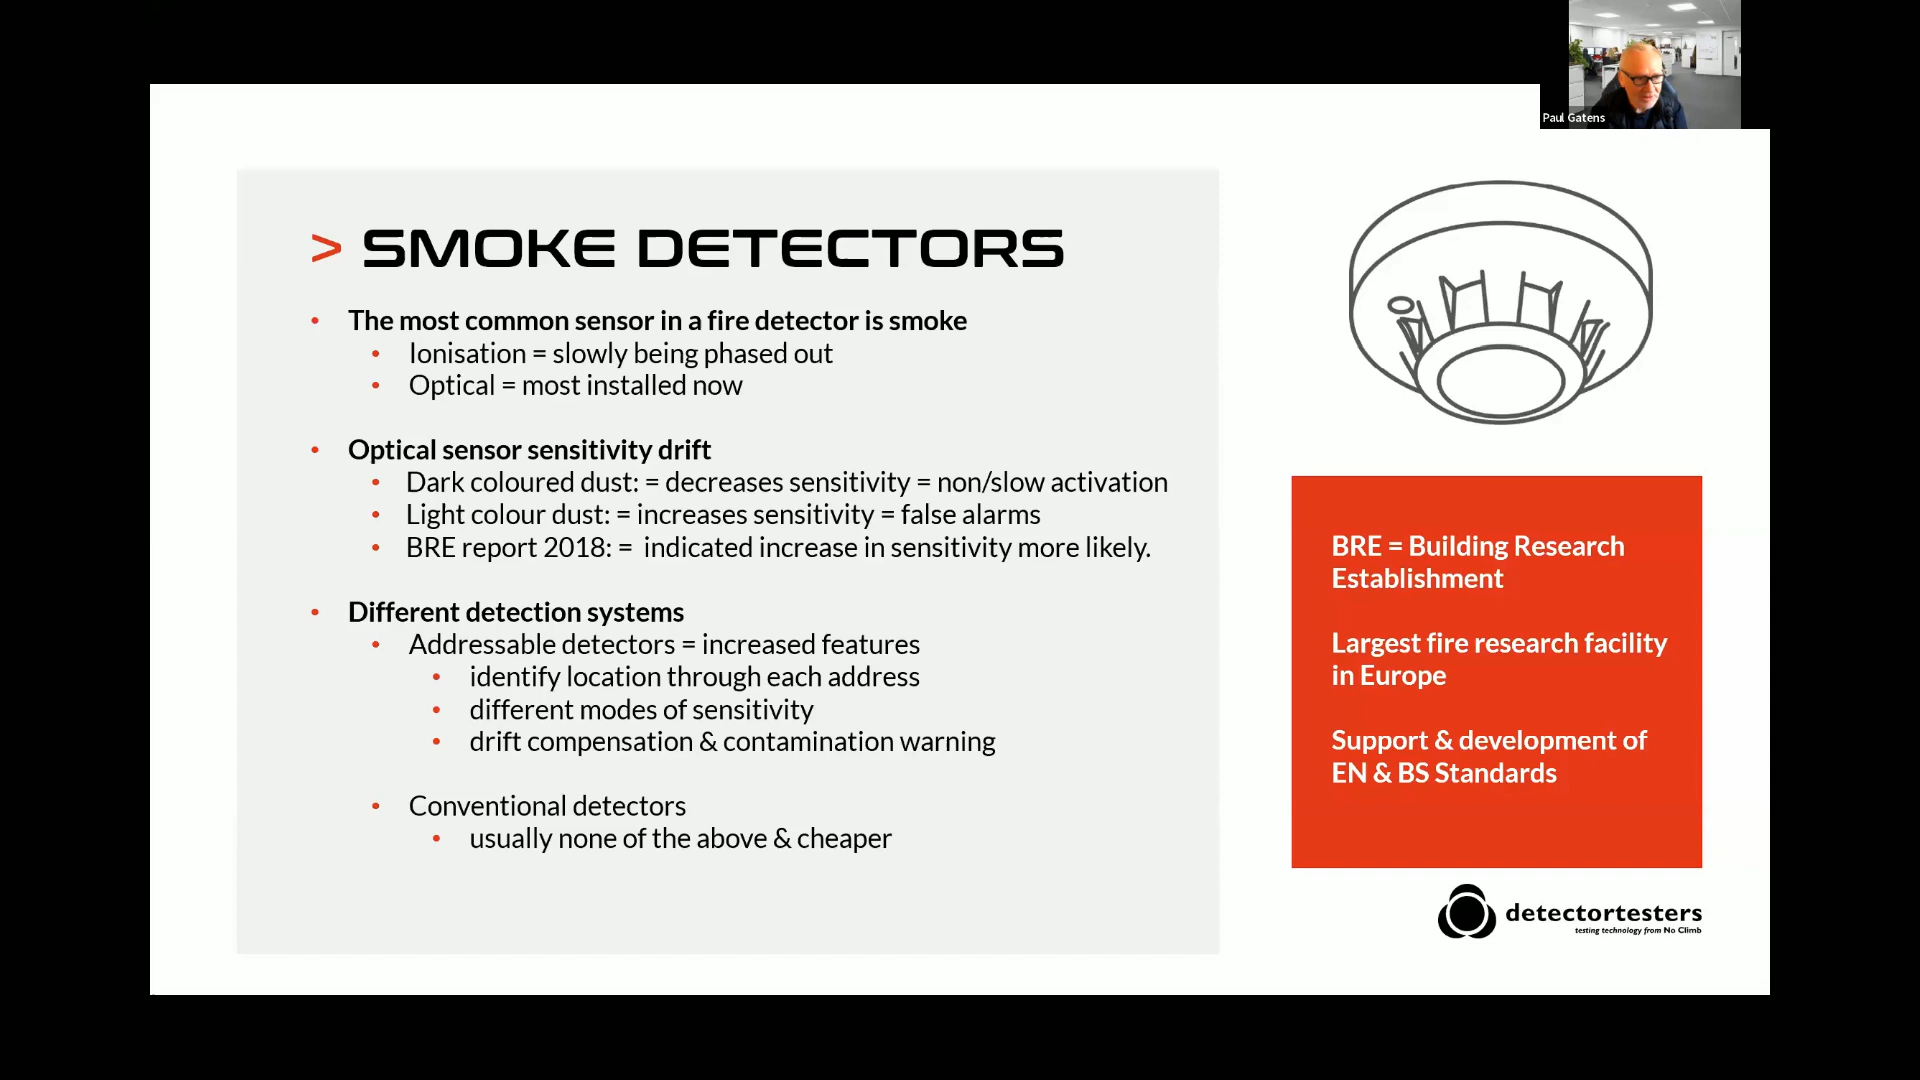 Paul Gatens
> SMOKE DETECTORS
• The most common sensor in a fire detector is smoke
• Ionisation = slowly being phased out
• Optical = most installed now
• Optical sensor sensitivity drift
• Dark coloured dust: = decreases sensitivity = non/slow activation
• Light colour dust: = increases sensitivity = false alarms
• BRE report 2018: = indicated increase in sensitivity more likely.
• Different detection systems
• Addressable detectors = increased features
• identify location through each address
• different modes of sensitivity
• drift compensation & contamination warning
• Conventional detectors
• usually none of the above & cheaper
BRE = Building Research
Establishment
Largest fire research facility
in Europe
Support & development of
EN & BS Standards
detectortesters
testing technology from No Climb